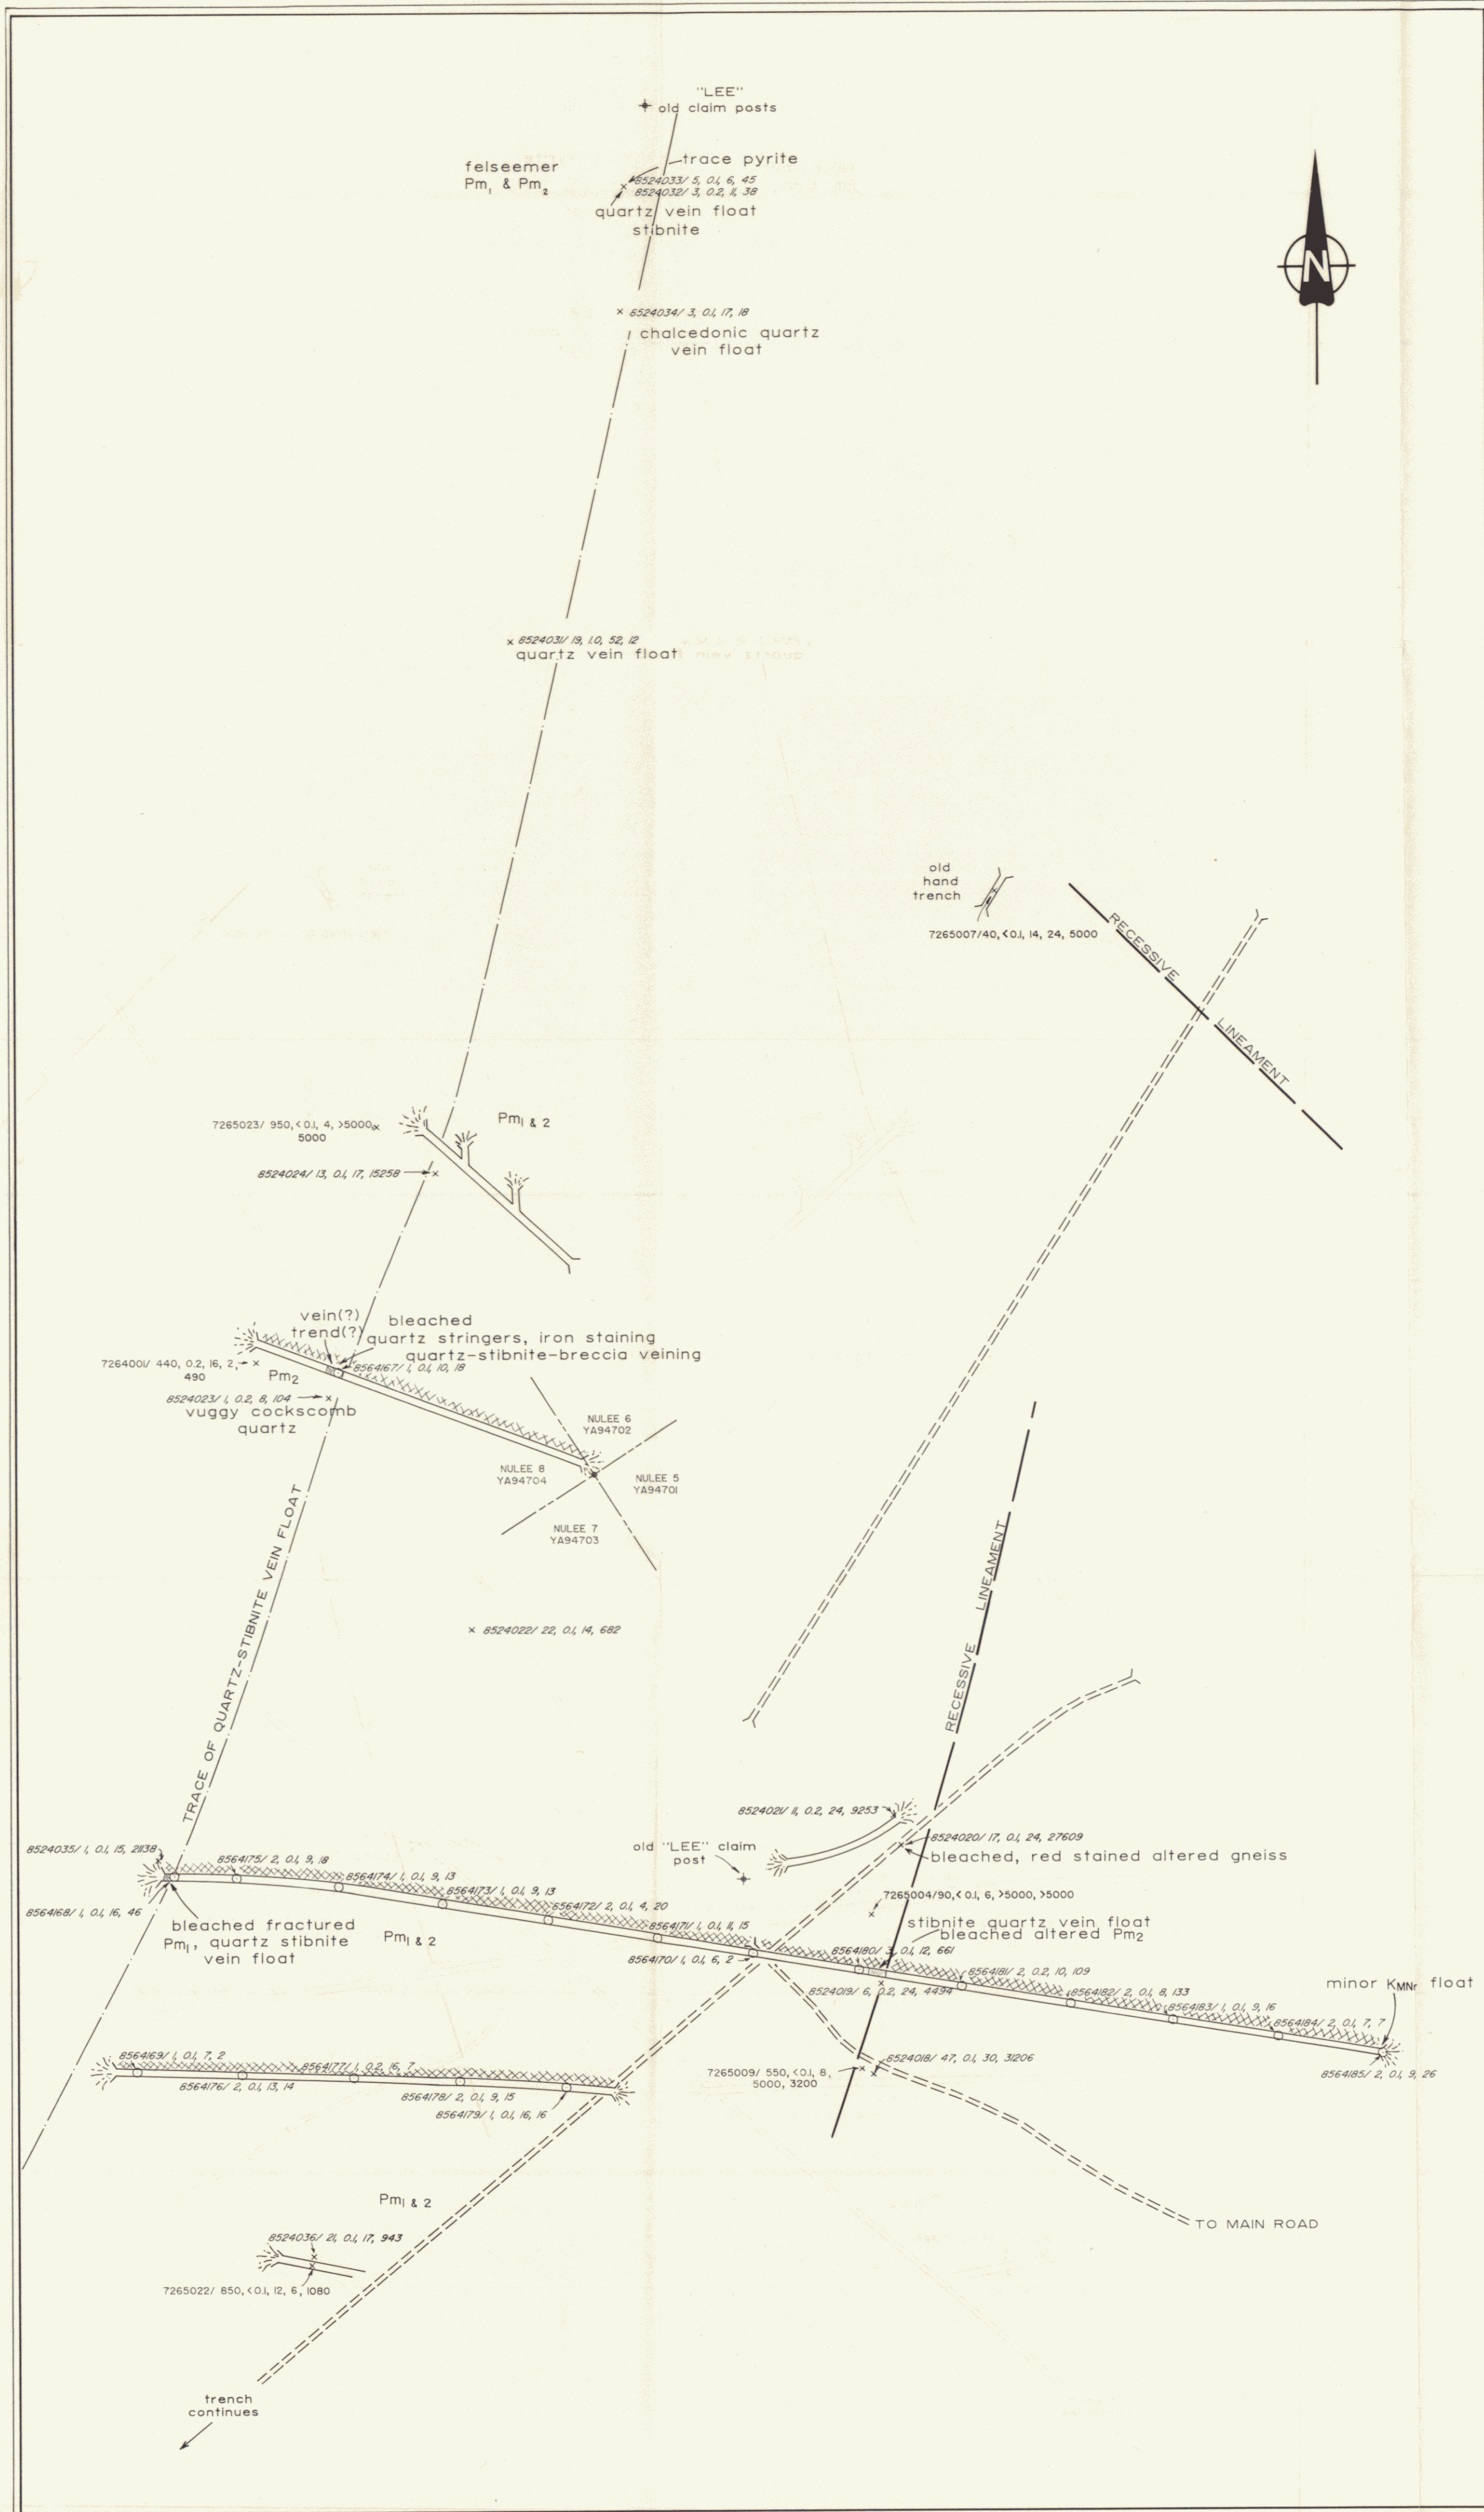 "LEE"
old claim posts
trace pyrite
felseemer
Pm1 & Pm2
8524033/ 5, 0.1, 6, 45
8524032/ 3, 0.2, 11, 38
quartz vein float
stibnite
N
8524034/ 3, 0.1, 17, 18
chalcedonic quartz
vein float
8524031/ 19, 1.0, 52, 12
quartz vein float
old
hand
trench
7265007/40, <0.1, 14, 24, 5000
RECESSIVE
LINEAMENT
7265023/ 950, <0.1, 4, >5000,
5000
Pm1 & 2
8524024/ 13, 0.1, 17, 15258
vein(?)
trend(?)
bleached
quartz stringers, iron staining
quartz-stibnite-breccia veining
7264001/ 440, 0.2, 16, 2,
490
Pm2
8564167/ 1, 0.1, 10, 18
8524023/ 1, 0.2, 8, 104
vuggy cockscomb
quartz
NULEE 6
YA94702
NULEE 8
YA94704
NULEE 5
YA94701
NULEE 7
YA94703
TRACE OF QUARTZ-STIBNITE VEIN FLOAT
RECESSIVE LINEAMENT
8524022/ 22, 0.1, 14, 682
8524021/ 11, 0.2, 24, 9253
8524020/ 17, 0.1, 24, 27609
bleached, red stained altered gneiss
old "LEE" claim
post
8524035/ 1, 0.1, 15, 21138
8564175/ 2, 0.1, 9, 18
8564174/ 1, 0.1, 9, 13
8564173/ 1, 0.1, 9, 13
8564172/ 2, 0.1, 4, 20
8564171/ 1, 0.1, 11, 15
7265004/90, <0.1, 6, >5000, >5000
8564168/ 1, 0.1, 16, 46
bleached fractured
Pm1, quartz stibnite
vein float
Pm1 & 2
stibnite quartz vein float
bleached altered Pm2
8564170/ 1, 0.1, 6, 2
8564180/ 3, 0.1, 12, 661
8564181/ 2, 0.2, 10, 109
8524019/ 6, 0.2, 24, 4494
8564182/ 2, 0.1, 8, 133
8564183/ 1, 0.1, 9, 16
8564184/ 2, 0.1, 7, 7
minor KMNr float
8564185/ 2, 0.1, 9, 26
8564169/ 1, 0.1, 7, 2
8564177/ 1, 0.2, 16, 7
8564176/ 2, 0.1, 13, 14
8564178/ 2, 0.1, 9, 15
8564179/ 1, 0.1, 16, 16
7265009/ 550, <0.1, 8,
5000, 3200
8524018/ 47, 0.1, 30, 31206
TO MAIN ROAD
Pm1 & 2
8524036/ 21, 0.1, 17, 943
7265022/ 850, <0.1, 12, 6, 1080
trench
continues